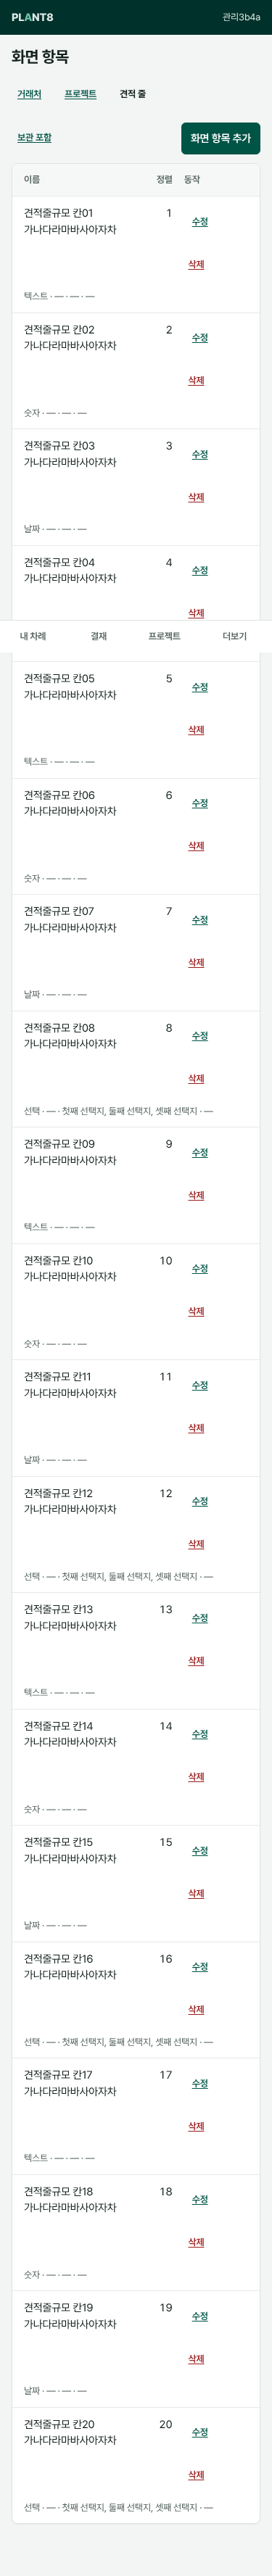 PLANT8 관리3b4a
화면 항목
거래처 프로젝트 견적 줄
보관 포함 화면 항목 추가
이름 정렬 동작
견적줄규모 칸01 1 수정
가나다라마바사아자차
삭제
텍스트 · — · — · —
견적줄규모 칸02 2 수정
가나다라마바사아자차
삭제
숫자 · — · — · —
견적줄규모 칸03 3 수정
가나다라마바사아자차
삭제
날짜 · — · — · —
견적줄규모 칸04 4 수정
가나다라마바사아자차
삭제
내 차례 결재 프로젝트 더보기
견적줄규모 칸05 5 수정
가나다라마바사아자차
삭제
텍스트 · — · — · —
견적줄규모 칸06 6 수정
가나다라마바사아자차
삭제
숫자 · — · — · —
견적줄규모 칸07 7 수정
가나다라마바사아자차
삭제
날짜 · — · — · —
견적줄규모 칸08 8 수정
가나다라마바사아자차
삭제
선택 · — · 첫째 선택지, 둘째 선택지, 셋째 선택지 · —
견적줄규모 칸09 9 수정
가나다라마바사아자차
삭제
텍스트 · — · — · —
견적줄규모 칸10 10 수정
가나다라마바사아자차
삭제
숫자 · — · — · —
견적줄규모 칸11 11 수정
가나다라마바사아자차
삭제
날짜 · — · — · —
견적줄규모 칸12 12 수정
가나다라마바사아자차
삭제
선택 · — · 첫째 선택지, 둘째 선택지, 셋째 선택지 · —
견적줄규모 칸13 13 수정
가나다라마바사아자차
삭제
텍스트 · — · — · —
견적줄규모 칸14 14 수정
가나다라마바사아자차
삭제
숫자 · — · — · —
견적줄규모 칸15 15 수정
가나다라마바사아자차
삭제
날짜 · — · — · —
견적줄규모 칸16 16 수정
가나다라마바사아자차
삭제
선택 · — · 첫째 선택지, 둘째 선택지, 셋째 선택지 · —
견적줄규모 칸17 17 수정
가나다라마바사아자차
삭제
텍스트 · — · — · —
견적줄규모 칸18 18 수정
가나다라마바사아자차
삭제
숫자 · — · — · —
견적줄규모 칸19 19 수정
가나다라마바사아자차
삭제
날짜 · — · — · —
견적줄규모 칸20 20 수정
가나다라마바사아자차
삭제
선택 · — · 첫째 선택지, 둘째 선택지, 셋째 선택지 · —